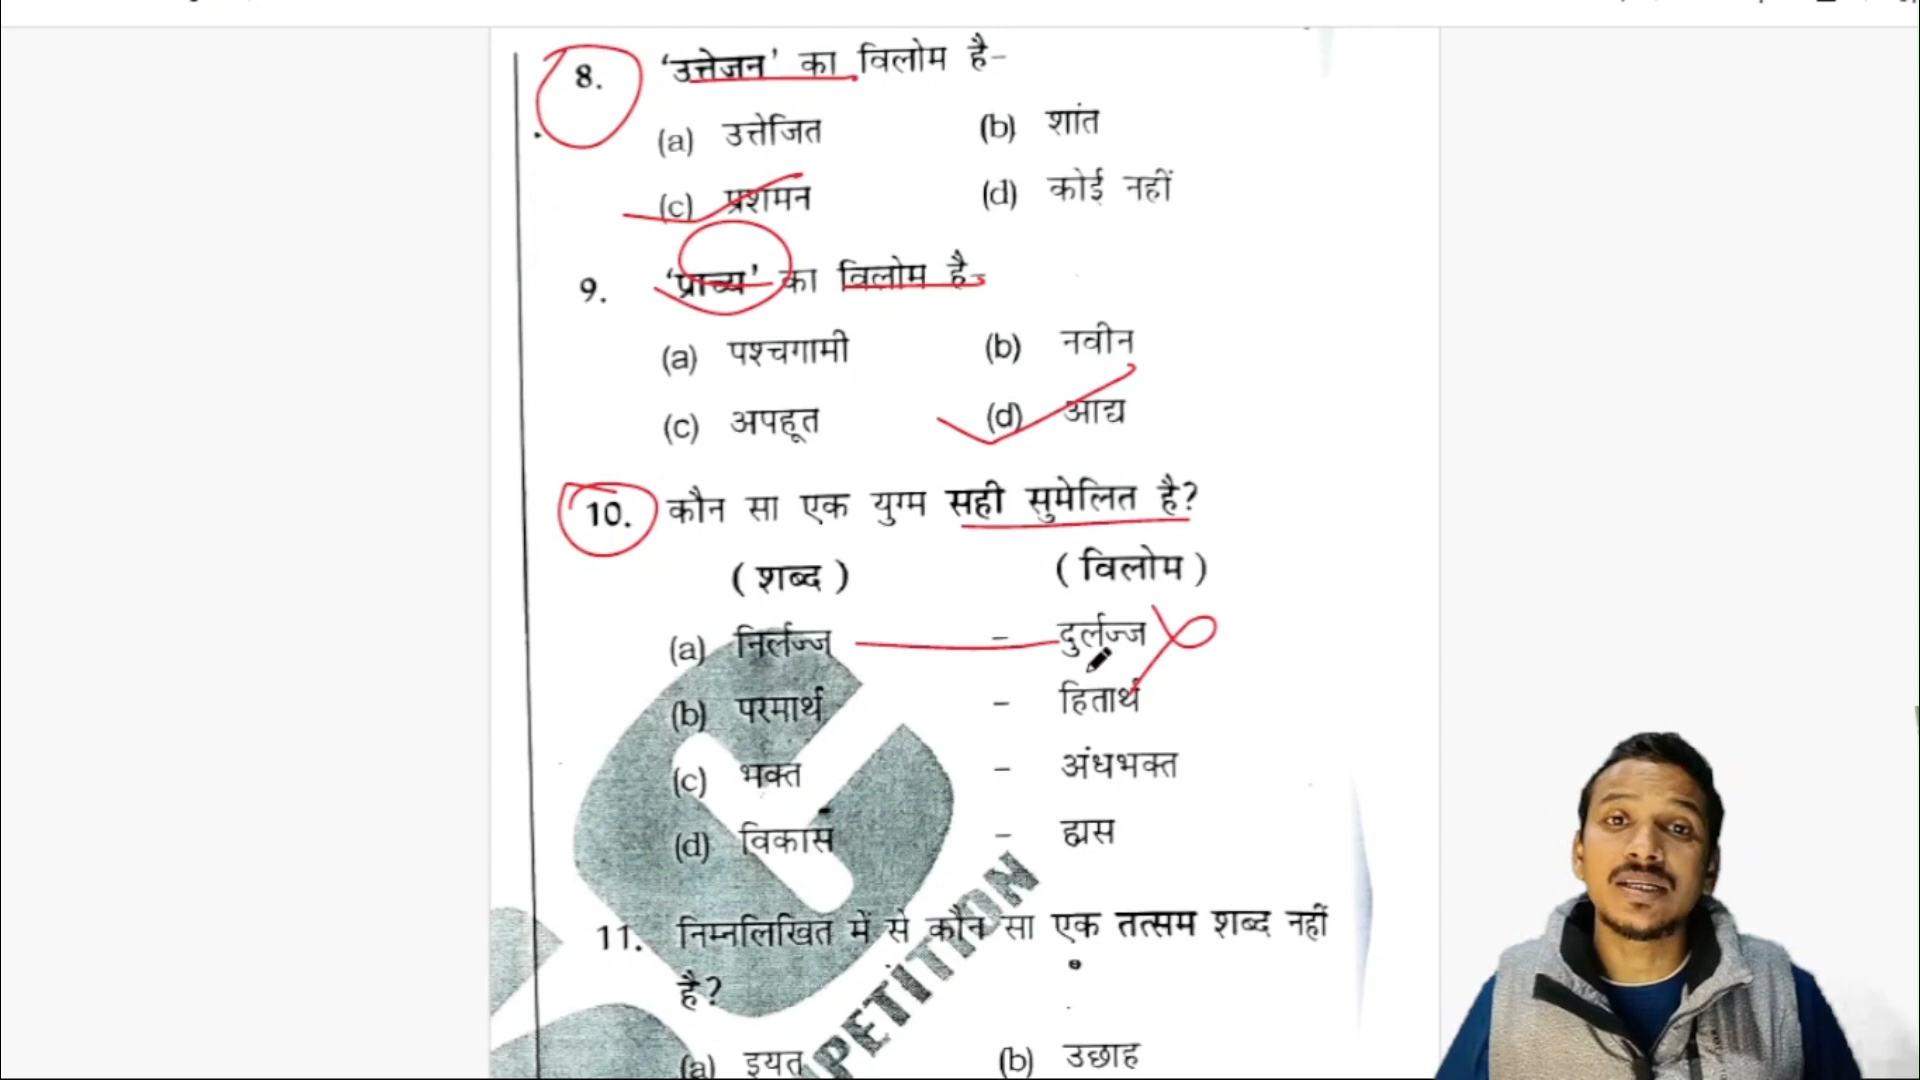 8. ‘उत्तेजन’ का विलोम है–
(a) उत्तेजित (b) शांत
(c) प्रशमन (d) कोई नहीं
9. ‘प्राच्य’ का विलोम है–
(a) पश्चगामी (b) नवीन
(c) अपहूत (d) आद्य
10. कौन सा एक युग्म सही सुमेलित है?
(शब्द) (विलोम)
(a) निर्लज्ज – दुर्लज्ज
(b) परमार्थ – हितार्थ
(c) भक्त – अंधभक्त
(d) विकास – ह्रास
11. निम्नलिखित में से कौन सा एक तत्सम शब्द नहीं
है?
(a) इयत् (b) उछाह
PETITION